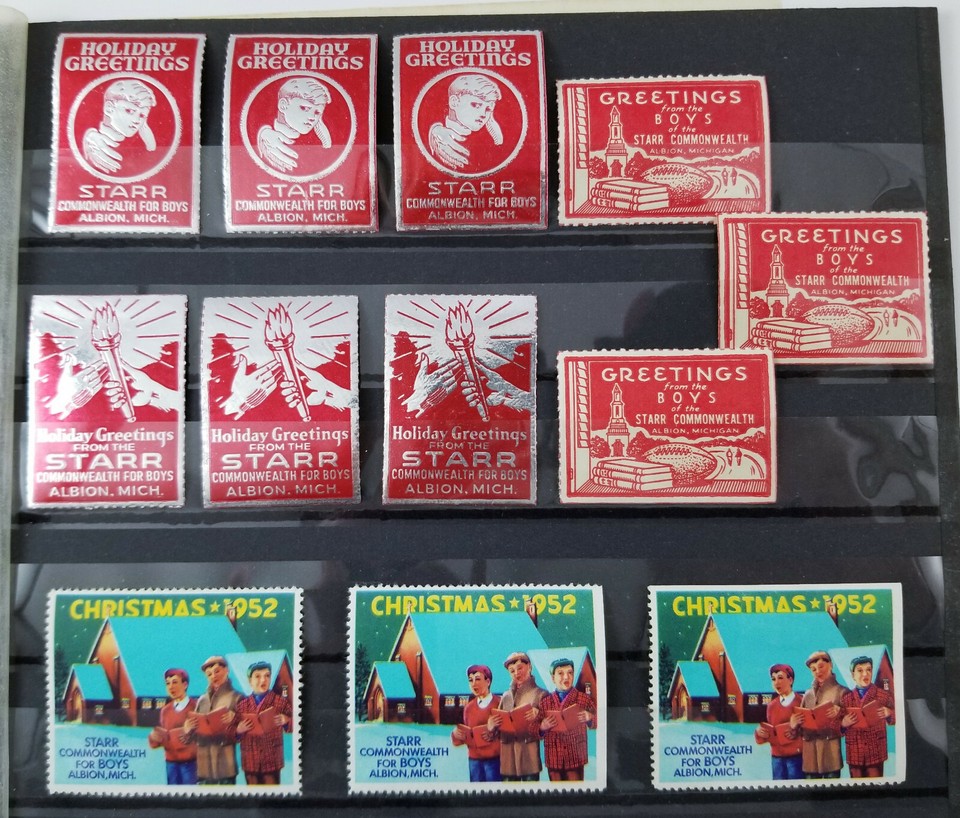 HOLIDAY
GREETINGS
STARR
COMMONWEALTH FOR BOYS
ALBION, MICH.
HOLIDAY
GREETINGS
STARR
COMMONWEALTH FOR BOYS
ALBION, MICH.
HOLIDAY
GREETINGS
STARR
COMMONWEALTH FOR BOYS
ALBION, MICH.
GREETINGS
from the
BOYS
of the
STARR COMMONWEALTH
ALBION, MICHIGAN
GREETINGS
from the
BOYS
of the
STARR COMMONWEALTH
ALBION, MICHIGAN
Holiday Greetings
FROM THE
STARR
COMMONWEALTH FOR BOYS
ALBION, MICH.
Holiday Greetings
FROM THE
STARR
COMMONWEALTH FOR BOYS
ALBION, MICH.
Holiday Greetings
FROM THE
STARR
COMMONWEALTH FOR BOYS
ALBION, MICH.
GREETINGS
from the
BOYS
of the
STARR COMMONWEALTH
ALBION, MICHIGAN
CHRISTMAS ★ 1952
STARR
COMMONWEALTH
FOR BOYS
ALBION, MICH.
CHRISTMAS ★ 1952
STARR
COMMONWEALTH
FOR BOYS
ALBION, MICH.
CHRISTMAS ★ 1952
STARR
COMMONWEALTH
FOR BOYS
ALBION, MICH.